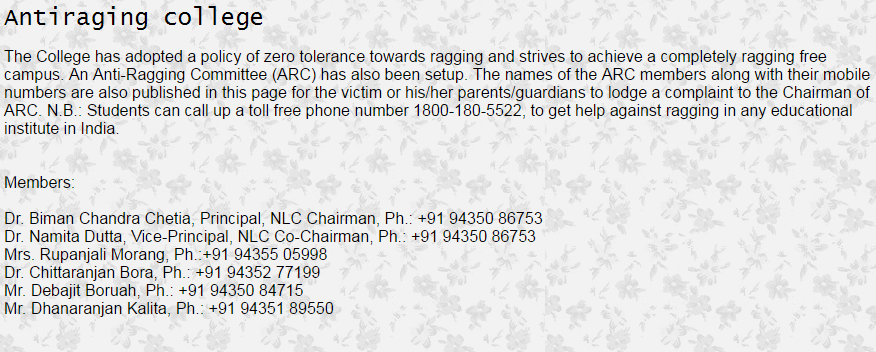 Antiraging college
The College has adopted a policy of zero tolerance towards ragging and strives to achieve a completely ragging free
campus. An Anti-Ragging Committee (ARC) has also been setup. The names of the ARC members along with their mobile
numbers are also published in this page for the victim or his/her parents/guardians to lodge a complaint to the Chairman of
ARC. N.B.: Students can call up a toll free phone number 1800-180-5522, to get help against ragging in any educational
institute in India.
Members:
Dr. Biman Chandra Chetia, Principal, NLC Chairman, Ph.: +91 94350 86753
Dr. Namita Dutta, Vice-Principal, NLC Co-Chairman, Ph.: +91 94350 86753
Mrs. Rupanjali Morang, Ph.:+91 94355 05998
Dr. Chittaranjan Bora, Ph.: +91 94352 77199
Mr. Debajit Boruah, Ph.: +91 94350 84715
Mr. Dhanaranjan Kalita, Ph.: +91 94351 89550